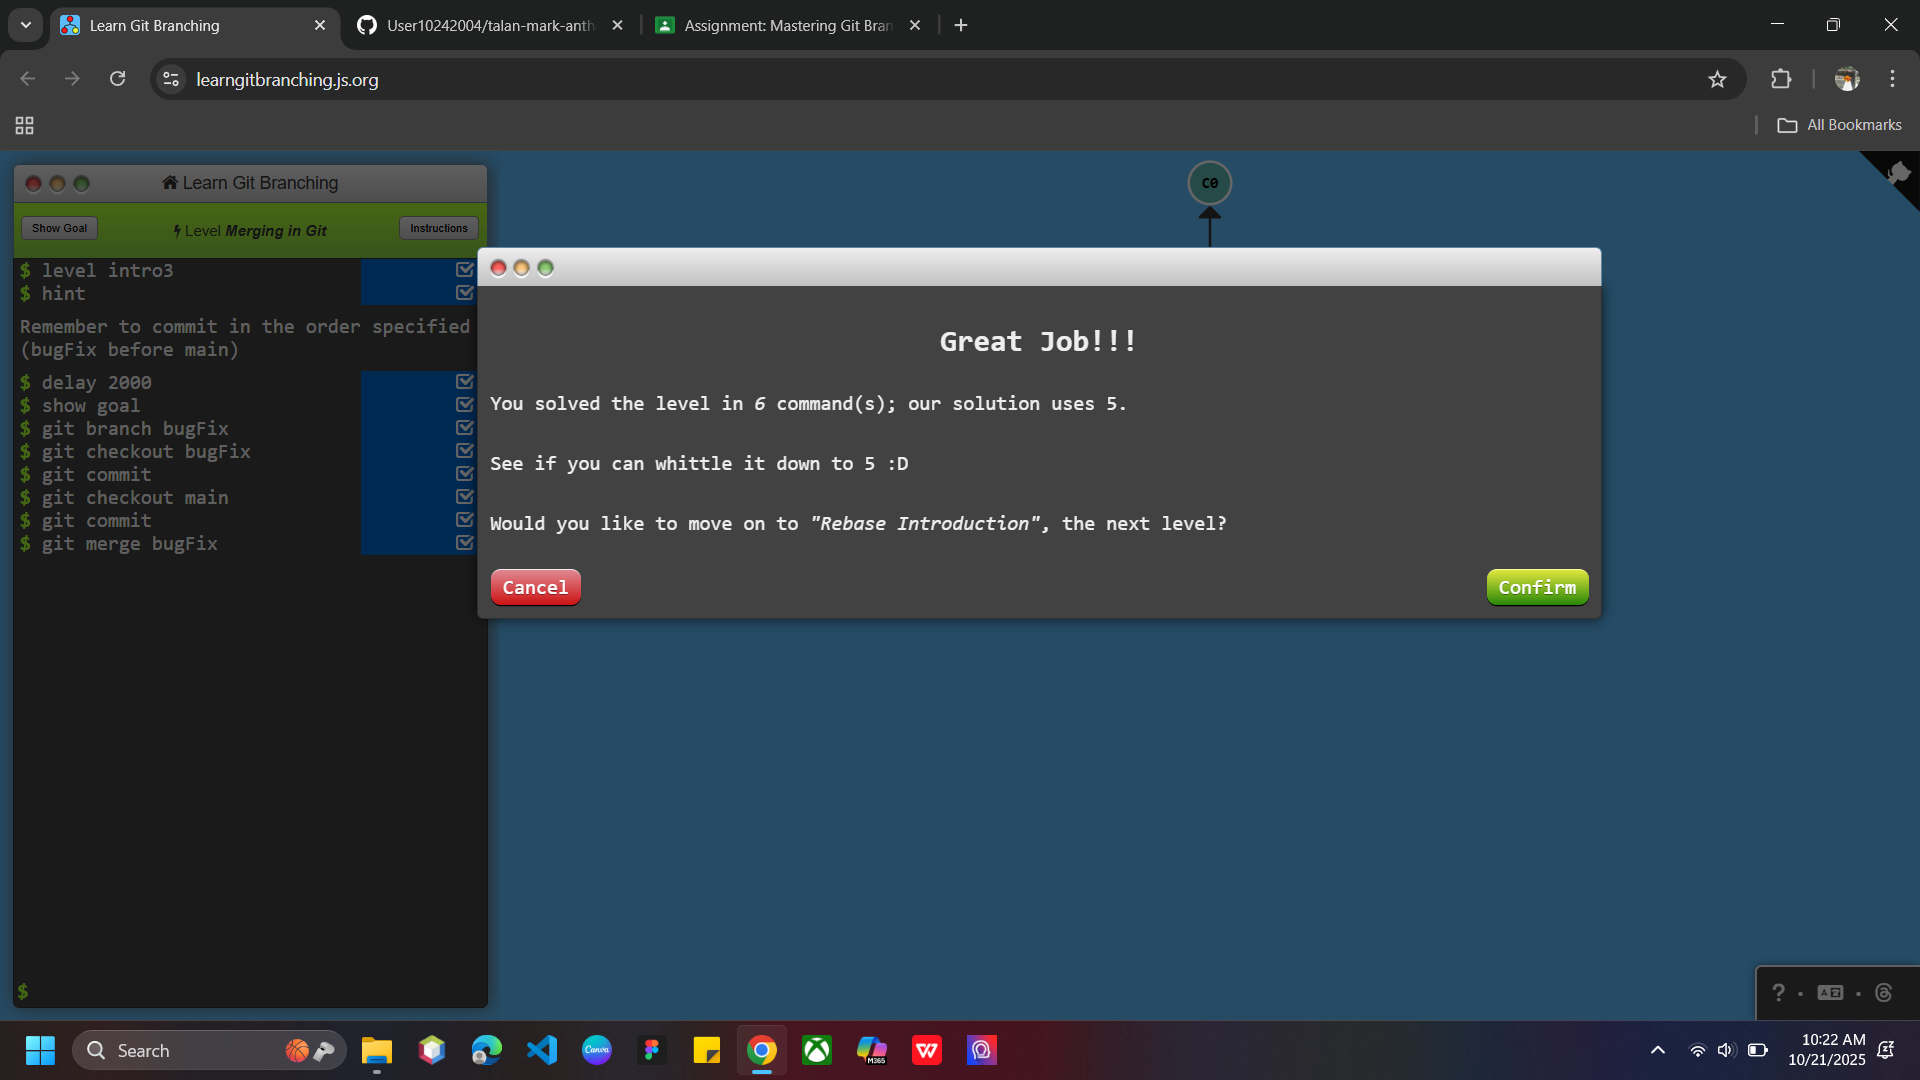 Learn Git Branching
User10242004/talan-mark-anth
Assignment: Mastering Git Bran
learngitbranching.js.org
All Bookmarks
Learn Git Branching
Show Goal
Level Merging in Git
Instructions
C0
$ level intro3
$ hint
Remember to commit in the order specified
(bugFix before main)
$ delay 2000
$ show goal
$ git branch bugFix
$ git checkout bugFix
$ git commit
$ git checkout main
$ git commit
$ git merge bugFix
$
Great Job!!!
You solved the level in 6 command(s); our solution uses 5.
See if you can whittle it down to 5 :D
Would you like to move on to "Rebase Introduction", the next level?
Cancel
Confirm
?
Search
Canva
M365
10:22 AM
10/21/2025